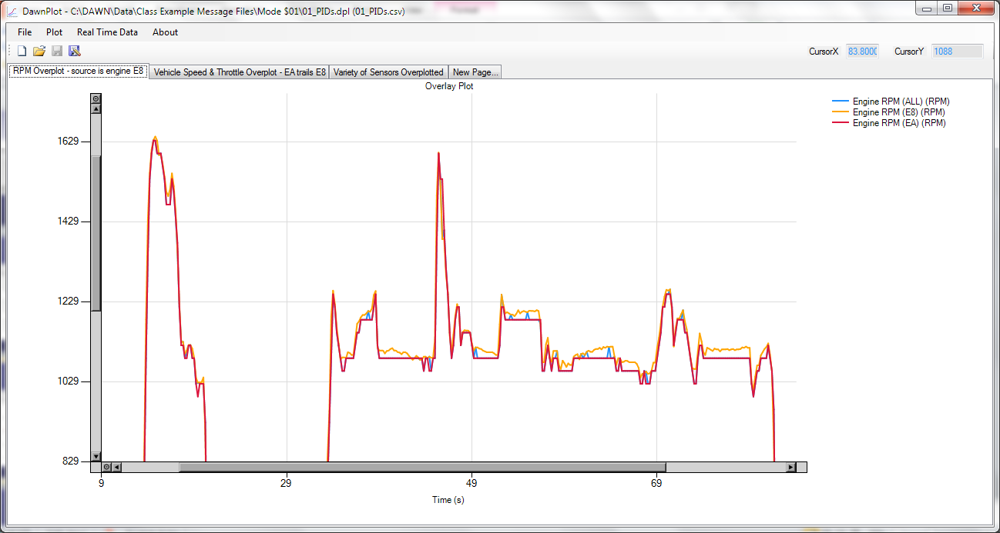 DawnPlot - C:\DAWN\Data\Class Example Message Files\Mode $01\01_PIDs.dpl (01_PIDs.csv)
File Plot Real Time Data About
CursorX 83.800 CursorY 1088
RPM Overplot - source is engine E8 Vehicle Speed & Throttle Overplot - EA trails E8 Variety of Sensors Overplotted New Page...
Overlay Plot
Engine RPM (ALL) (RPM)
Engine RPM (E8) (RPM)
Engine RPM (EA) (RPM)
1629
1429
1229
1029
829
9 29 49 69
Time (s)